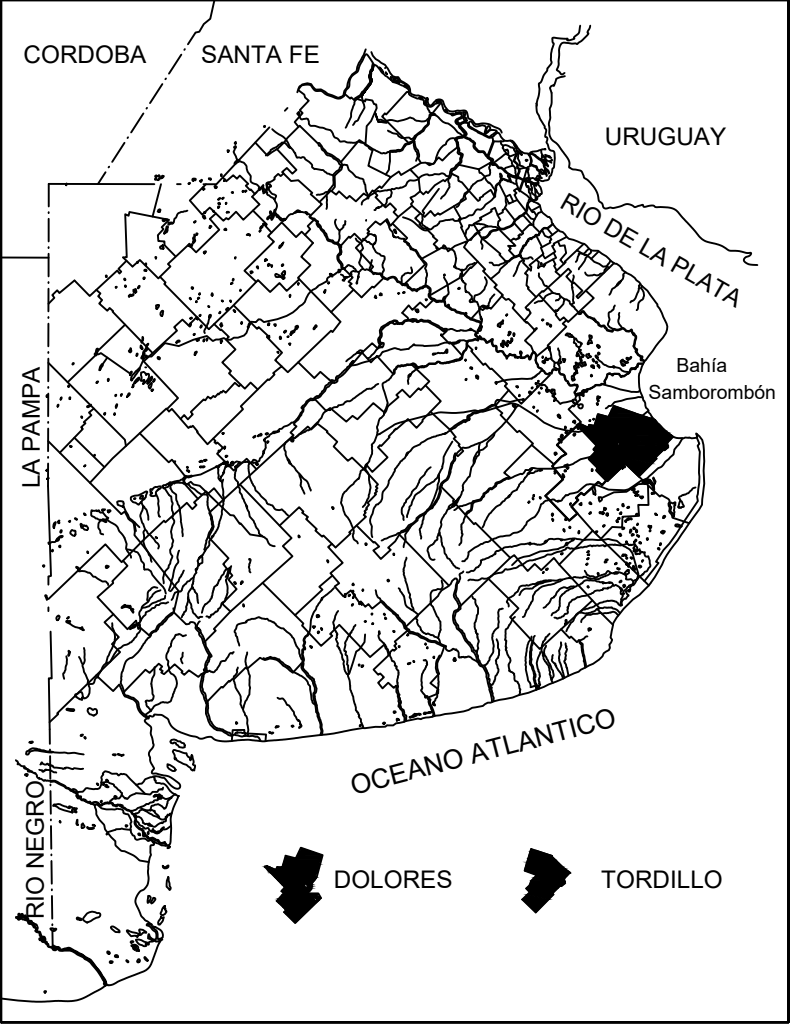 CORDOBA
SANTA FE
URUGUAY
RIO DE LA PLATA
Bahía
Samborombón
LA PAMPA
OCEANO ATLANTICO
RIO NEGRO
DOLORES
TORDILLO